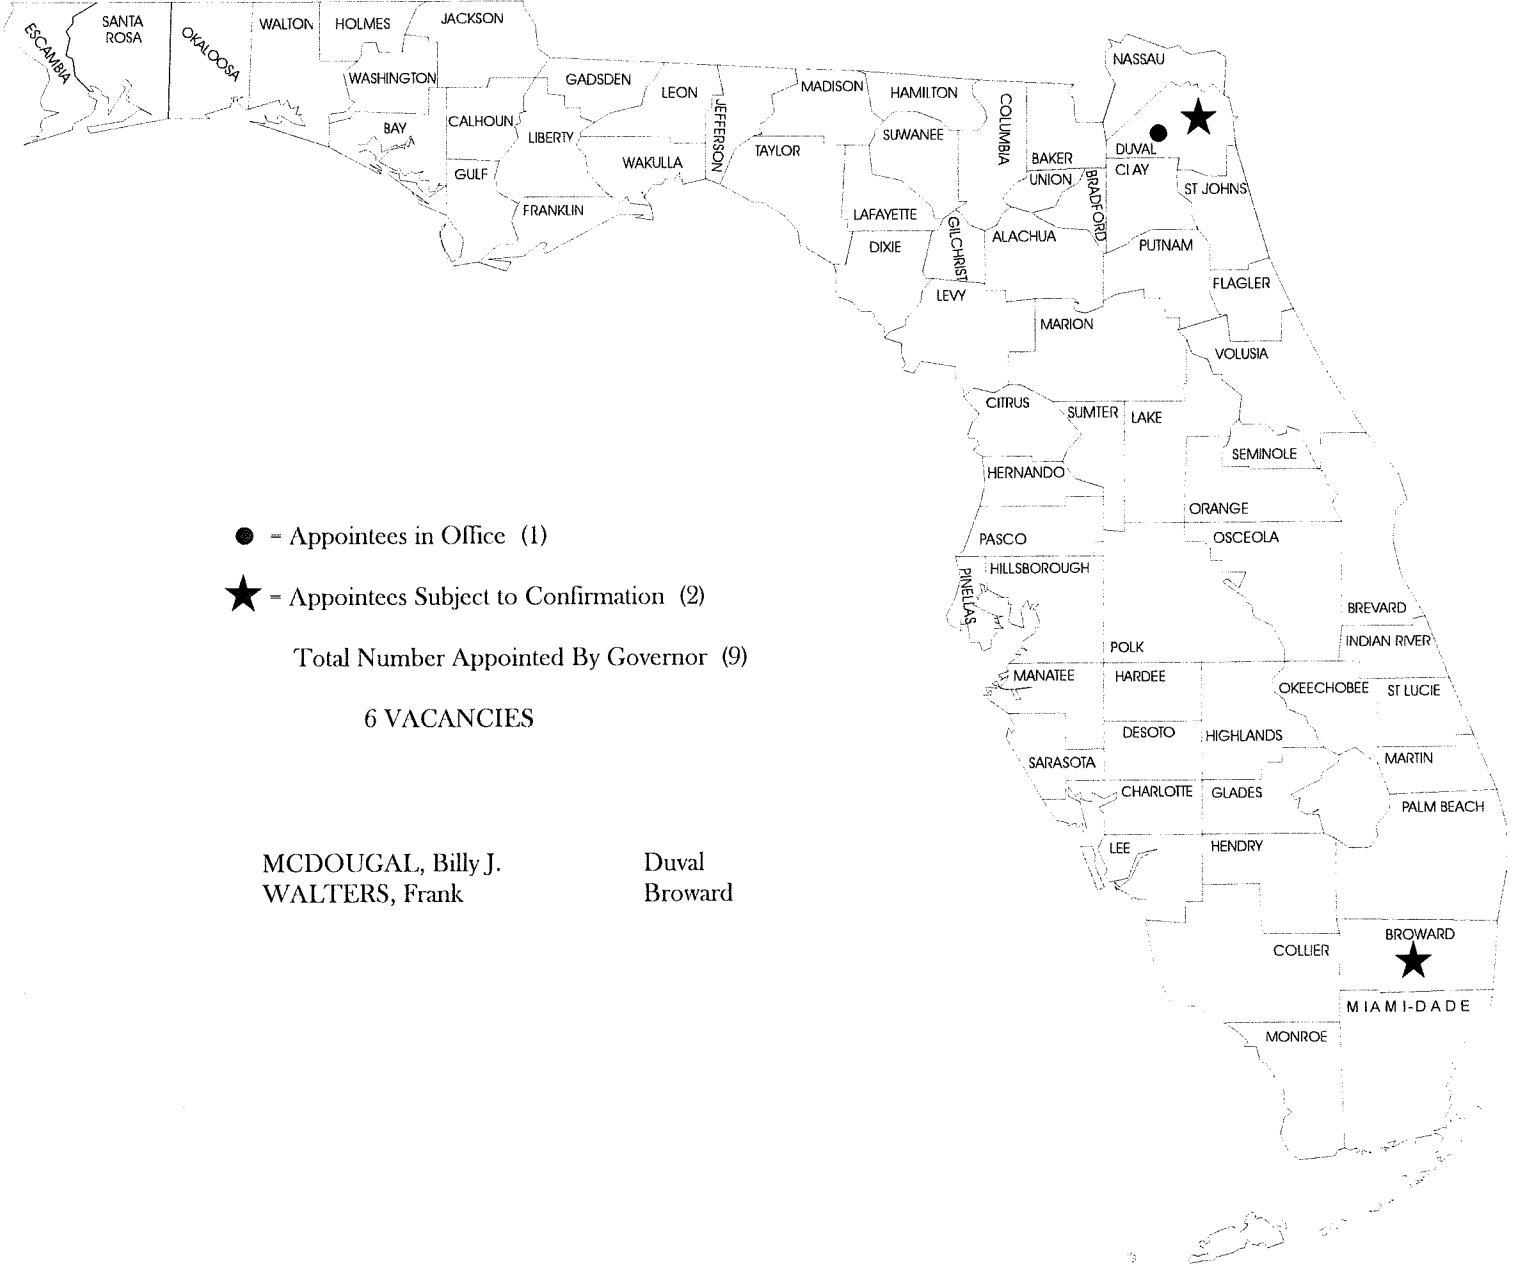 JACKSON
SANTA ROSA
WALTON
HOLMES
ESCAMBIA
OKALOOSA
WASHINGTON
GADSDEN
LEON
MADISON
HAMILTON
NASSAU
CALHOUN
BAY
LIBERTY
JEFFERSON
COLUMBIA
SUWANEE
TAYLOR
WAKULLA
GULF
BAKER
DUVAL
CLAY
UNION
BRADFORD
ST JOHNS
FRANKLIN
LAFAYETTE
DIXIE
GILCHRIST
ALACHUA
PUTNAM
FLAGLER
LEVY
MARION
VOLUSIA
CITRUS
SUMTER
LAKE
SEMINOLE
HERNANDO
ORANGE
PASCO
OSCEOLA
HILLSBOROUGH
PINELLAS
BREVARD
INDIAN RIVER
POLK
MANATEE
HARDEE
OKEECHOBEE
ST LUCIE
DESOTO
HIGHLANDS
SARASOTA
MARTIN
CHARLOTTE
GLADES
PALM BEACH
LEE
HENDRY
BROWARD
COLLIER
MIAMI-DADE
MONROE
= Appointees in Office (1)
= Appointees Subject to Confirmation (2)
Total Number Appointed By Governor (9)
6 VACANCIES
MCDOUGAL, Billy J. Duval
WALTERS, Frank Broward